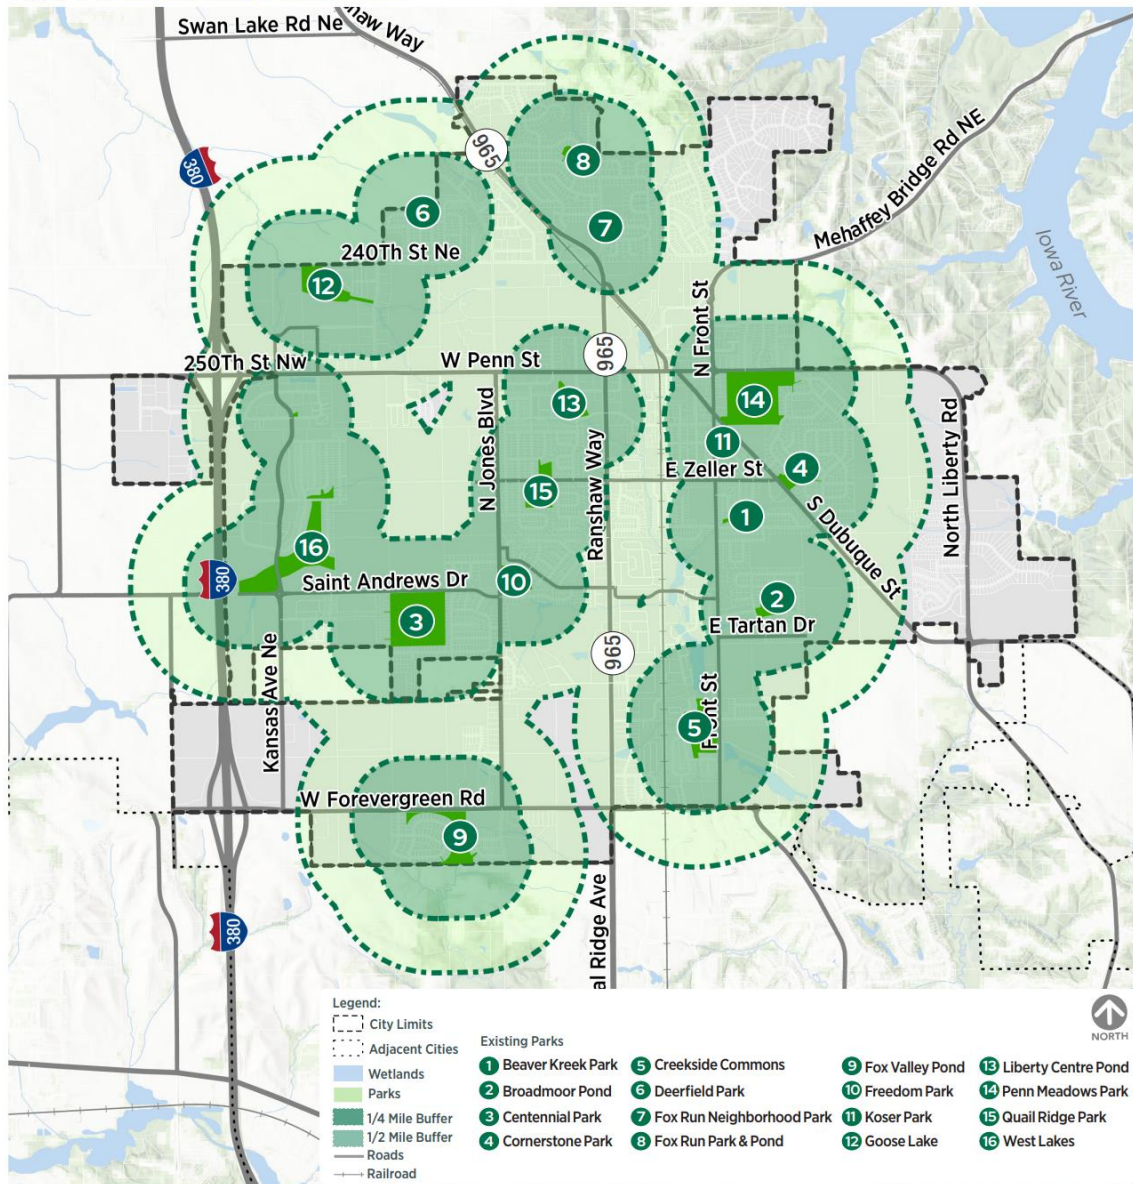 Swan Lake Rd Ne
shaw Way
965
380
8
6
7
240Th St Ne
12
Mehaffey Bridge Rd NE
Iowa River
N Front St
965
W Penn St
250Th St Nw
14
13
11
N Jones Blvd
Ranshaw Way
E Zeller St
4
15
1
S Dubuque St
North Liberty Rd
16
380
Saint Andrews Dr
10
2
3
E Tartan Dr
965
Kansas Ave Ne
5
Front St
W Forevergreen Rd
9
al Ridge Ave
380
Legend:
City Limits
Adjacent Cities
Wetlands
Parks
1/4 Mile Buffer
1/2 Mile Buffer
Roads
Railroad
Existing Parks
1 Beaver Kreek Park
2 Broadmoor Pond
3 Centennial Park
4 Cornerstone Park
5 Creekside Commons
6 Deerfield Park
7 Fox Run Neighborhood Park
8 Fox Run Park & Pond
9 Fox Valley Pond
10 Freedom Park
11 Koser Park
12 Goose Lake
13 Liberty Centre Pond
14 Penn Meadows Park
15 Quail Ridge Park
16 West Lakes
NORTH